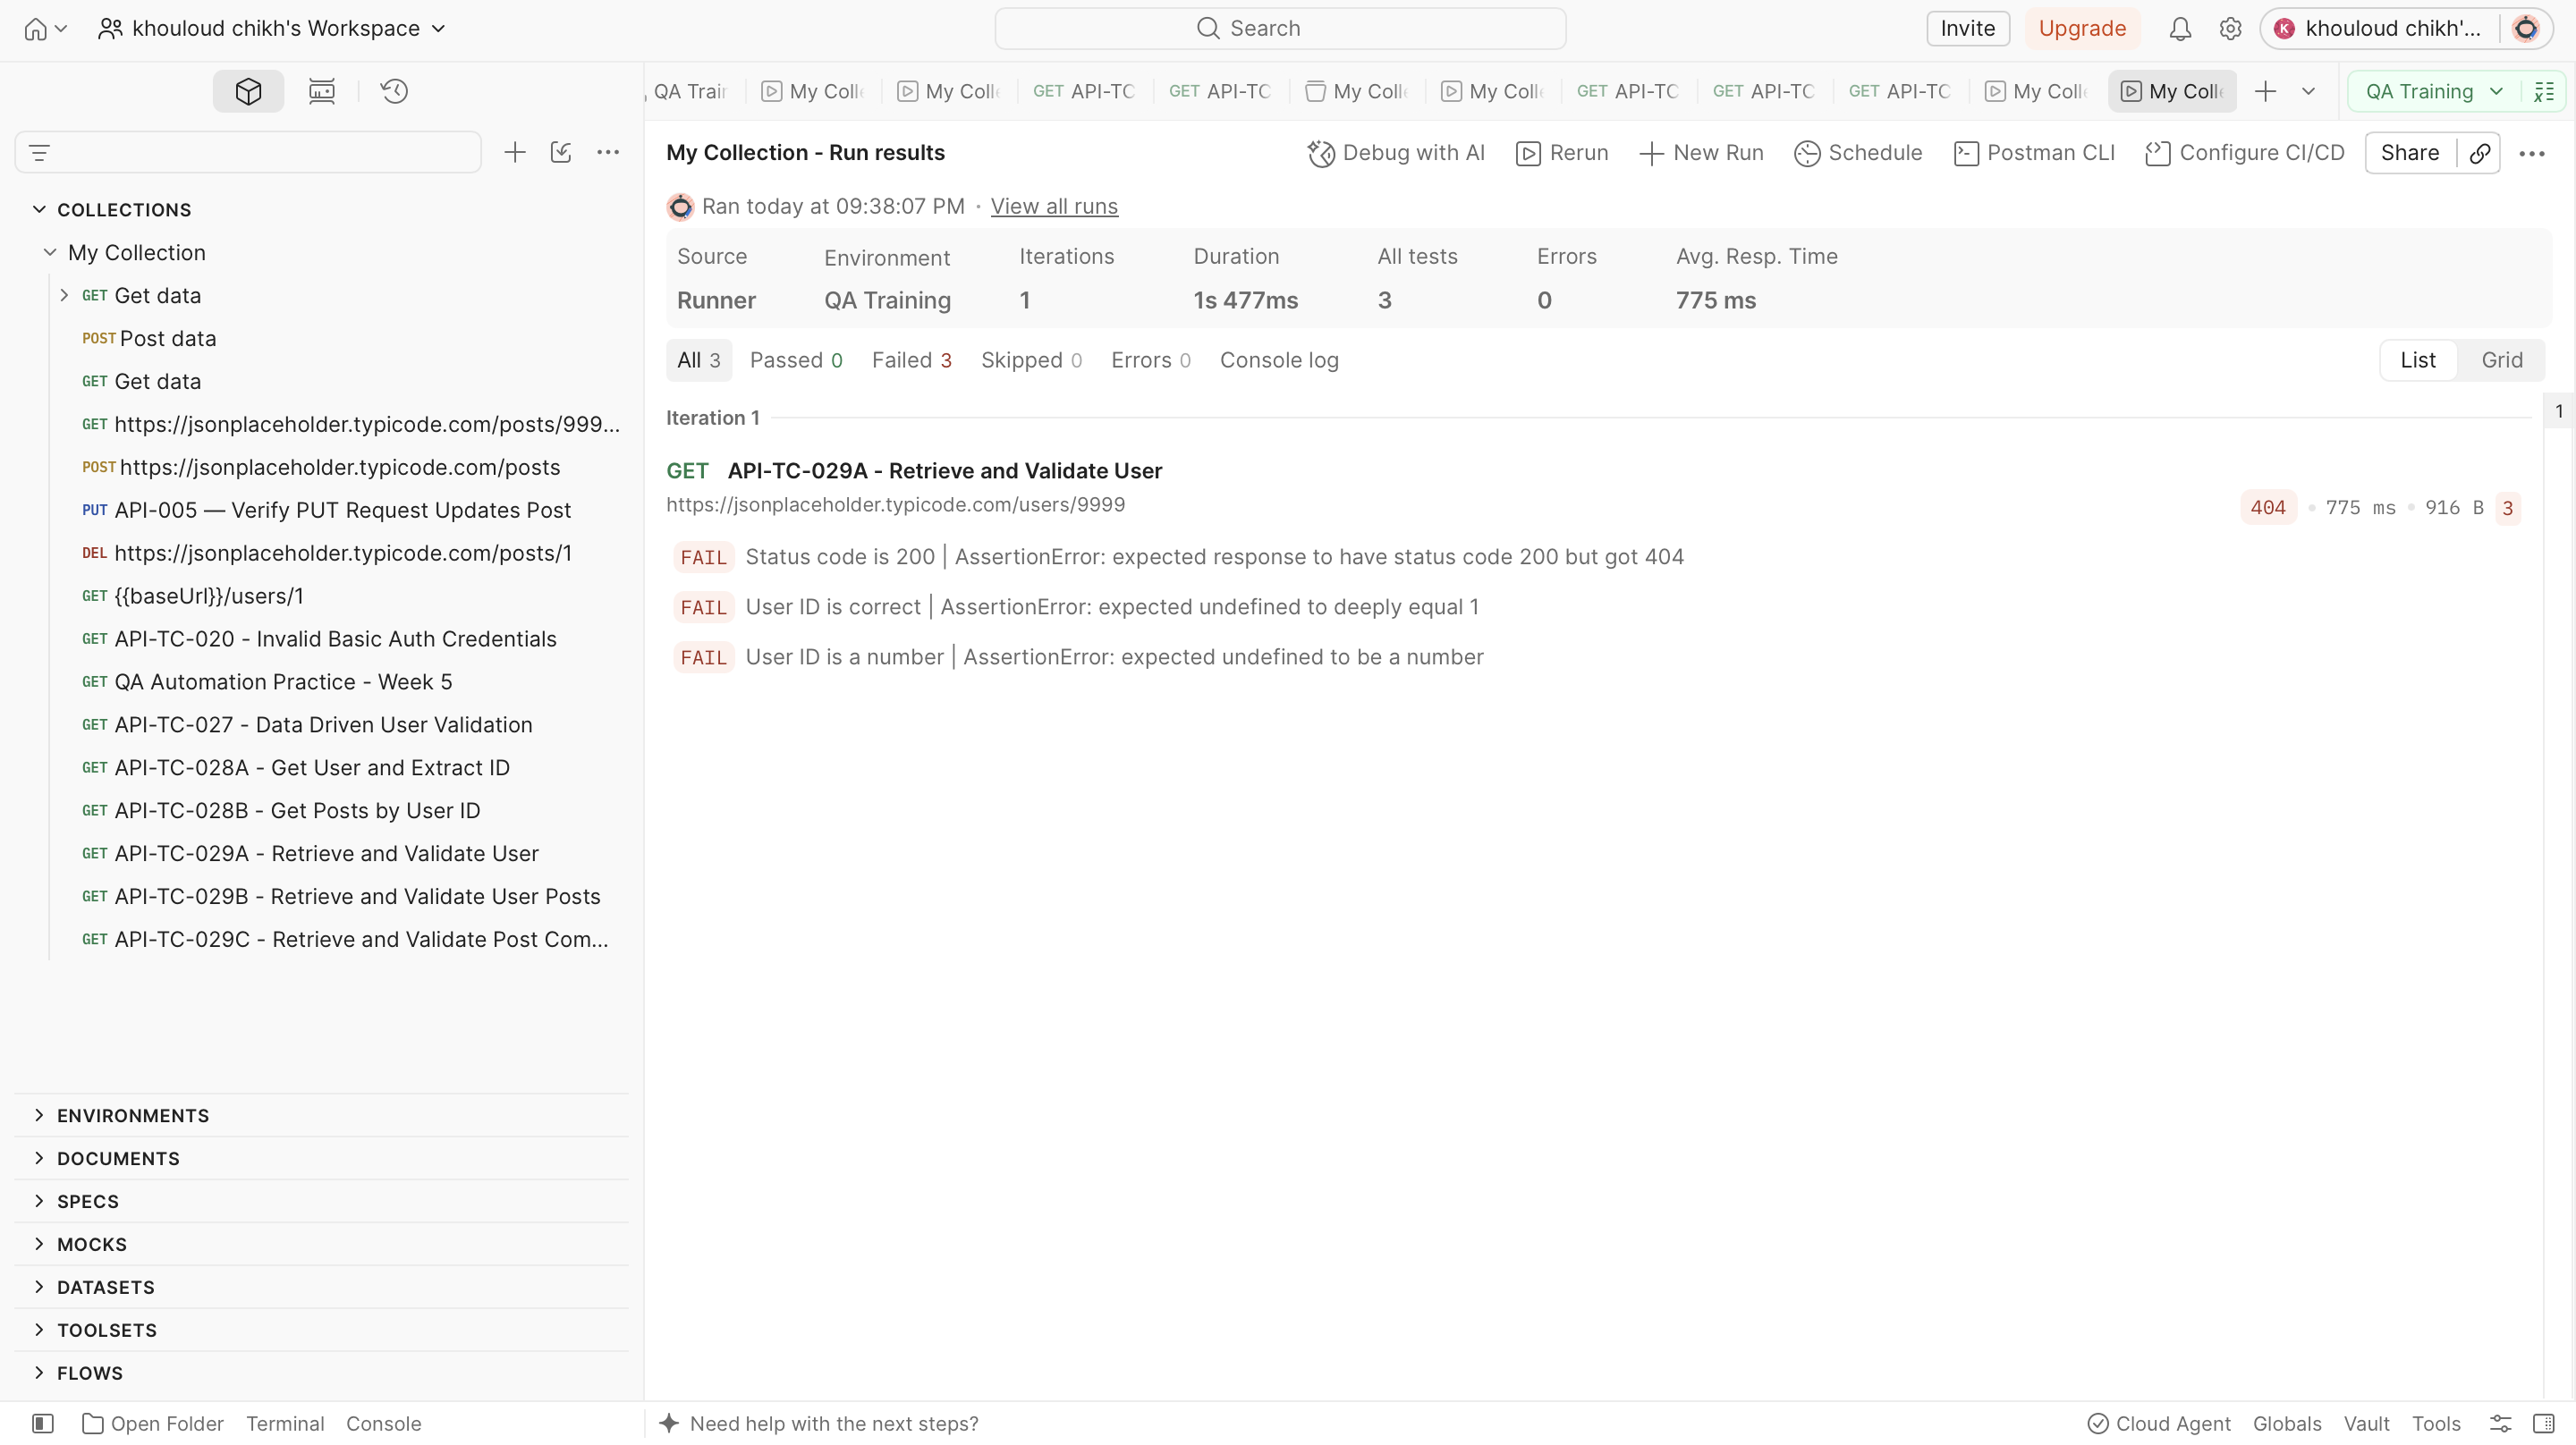 khouloud chikh's Workspace
Search
Invite
Upgrade
K
khouloud chikh'...
QA Trai
My Coll
My Coll
GET API-TC
GET API-TC
My Coll
My Coll
GET API-TC
GET API-TC
GET API-TC
My Coll
My Coll
QA Training
My Collection - Run results
Debug with AI
Rerun
New Run
Schedule
Postman CLI
Configure CI/CD
Share
Ran today at 09:38:07 PM · View all runs
Source Environment Iterations Duration All tests Errors Avg. Resp. Time
Runner QA Training 1 1s 477ms 3 0 775 ms
All 3 Passed 0 Failed 3 Skipped 0 Errors 0 Console log
List Grid
Iteration 1
1
GET API-TC-029A - Retrieve and Validate User
https://jsonplaceholder.typicode.com/users/9999
404 • 775 ms • 916 B 3
FAIL Status code is 200 | AssertionError: expected response to have status code 200 but got 404
FAIL User ID is correct | AssertionError: expected undefined to deeply equal 1
FAIL User ID is a number | AssertionError: expected undefined to be a number
COLLECTIONS
My Collection
GET Get data
POST Post data
GET Get data
GET https://jsonplaceholder.typicode.com/posts/999...
POST https://jsonplaceholder.typicode.com/posts
PUT API-005 — Verify PUT Request Updates Post
DEL https://jsonplaceholder.typicode.com/posts/1
GET {{baseUrl}}/users/1
GET API-TC-020 - Invalid Basic Auth Credentials
GET QA Automation Practice - Week 5
GET API-TC-027 - Data Driven User Validation
GET API-TC-028A - Get User and Extract ID
GET API-TC-028B - Get Posts by User ID
GET API-TC-029A - Retrieve and Validate User
GET API-TC-029B - Retrieve and Validate User Posts
GET API-TC-029C - Retrieve and Validate Post Com...
ENVIRONMENTS
DOCUMENTS
SPECS
MOCKS
DATASETS
TOOLSETS
FLOWS
Open Folder
Terminal
Console
Need help with the next steps?
Cloud Agent
Globals
Vault
Tools